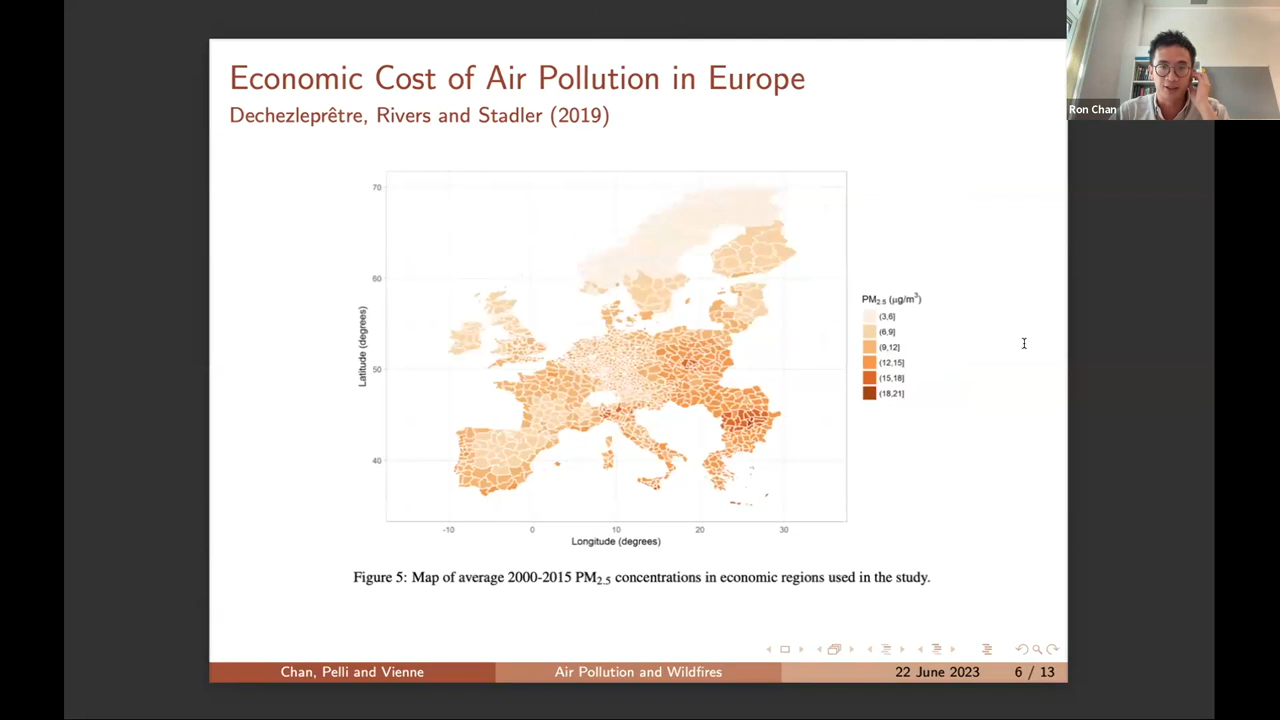 Economic Cost of Air Pollution in Europe
Dechezleprêtre, Rivers and Stadler (2019)
Ron Chan
70
60
50
40
Latitude (degrees)
-10 0 10 20 30
Longitude (degrees)
PM2.5 (μg/m3)
(3,6]
(6,9]
(9,12]
(12,15]
(15,18]
(18,21]
Figure 5: Map of average 2000-2015 PM2.5 concentrations in economic regions used in the study.
Chan, Pelli and Vienne Air Pollution and Wildfires 22 June 2023 6 / 13